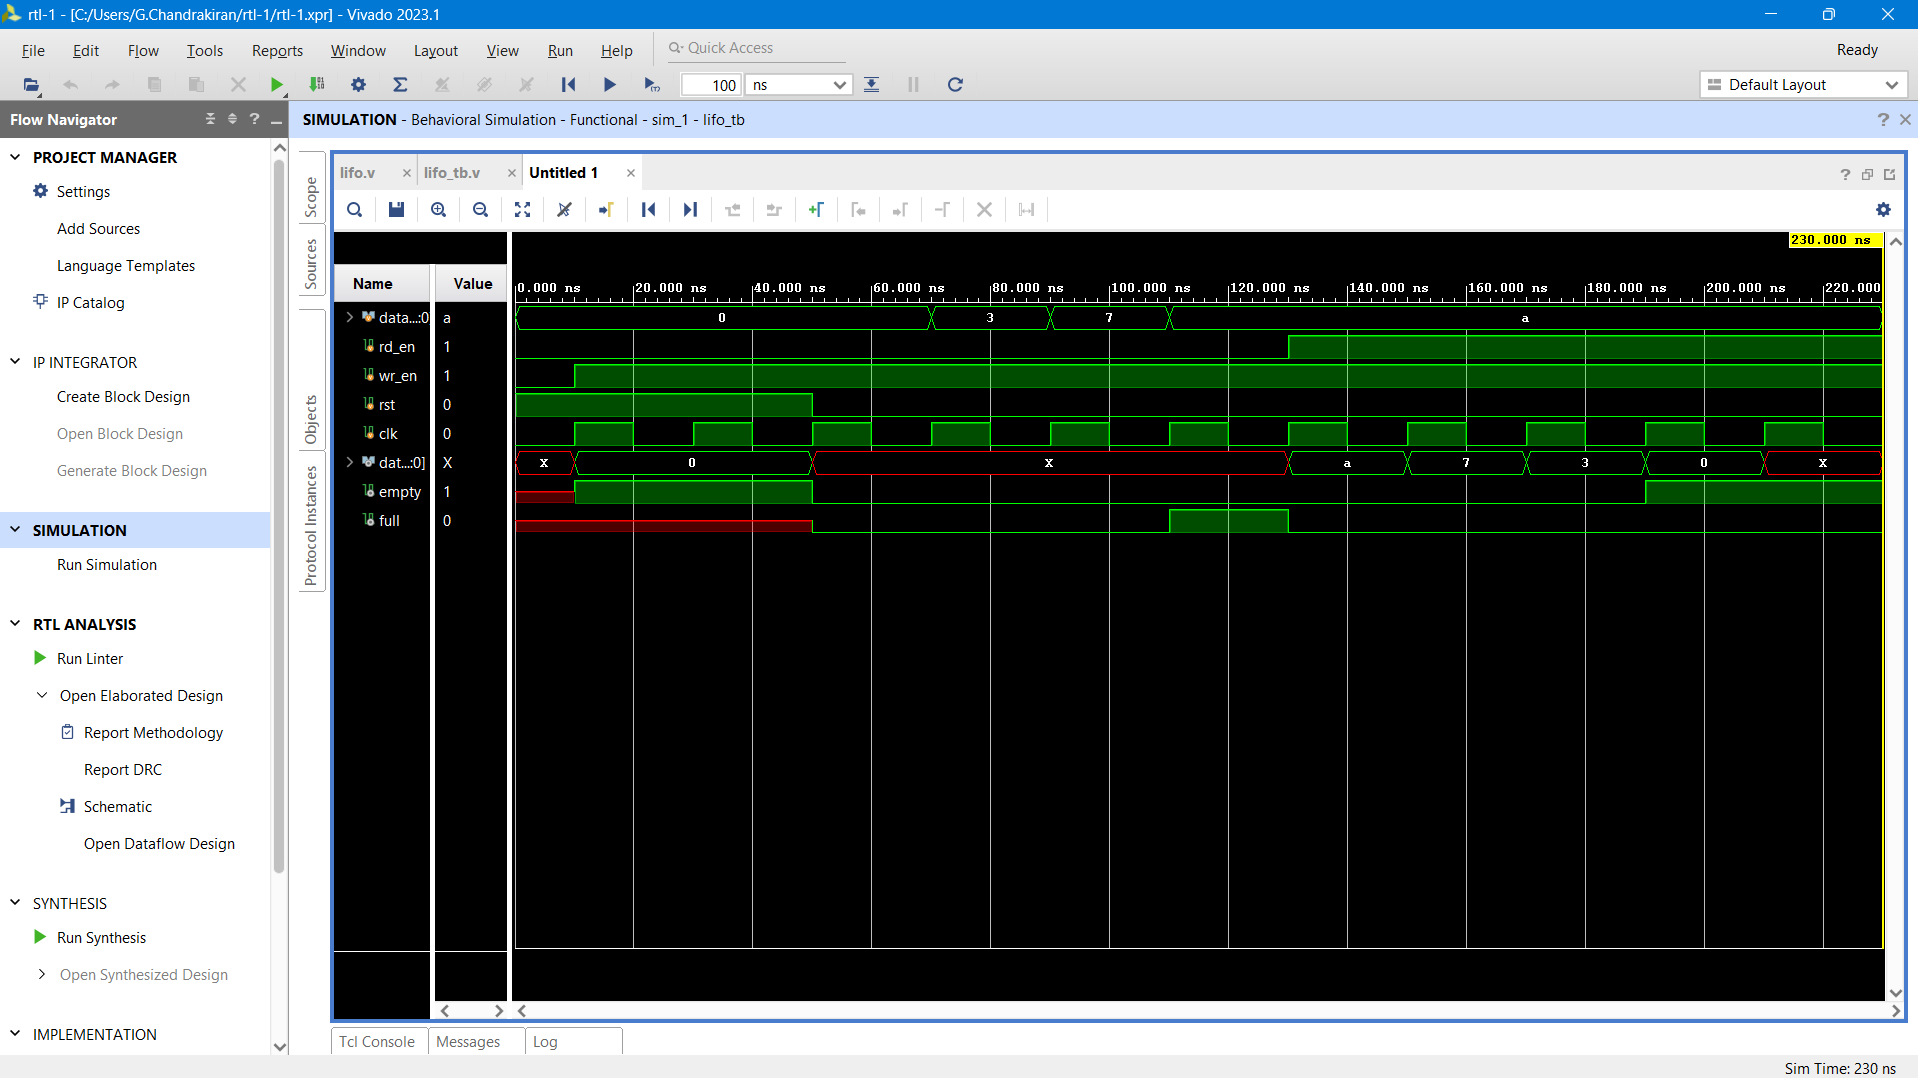 rtl-1 - [C:/Users/G.Chandrakiran/rtl-1/rtl-1.xpr] - Vivado 2023.1
File Edit Flow Tools Reports Window Layout View Run Help Quick Access Ready
100 ns Default Layout
Flow Navigator
PROJECT MANAGER
Settings
Add Sources
Language Templates
IP Catalog
IP INTEGRATOR
Create Block Design
Open Block Design
Generate Block Design
SIMULATION
Run Simulation
RTL ANALYSIS
Run Linter
Open Elaborated Design
Report Methodology
Report DRC
Schematic
Open Dataflow Design
SYNTHESIS
Run Synthesis
Open Synthesized Design
IMPLEMENTATION
SIMULATION - Behavioral Simulation - Functional - sim_1 - lifo_tb
Scope
Sources
Objects
Protocol Instances
lifo.v lifo_tb.v Untitled 1
230.000 ns
Name Value
0.000 ns 20.000 ns 40.000 ns 60.000 ns 80.000 ns 100.000 ns 120.000 ns 140.000 ns 160.000 ns 180.000 ns 200.000 ns 220.000
data...:0] a 0 3 7 a
rd_en 1
wr_en 1
rst 0
clk 0
dat...:0] X X 0 X a 7 3 0 X
empty 1
full 0
Tcl Console Messages Log
Sim Time: 230 ns